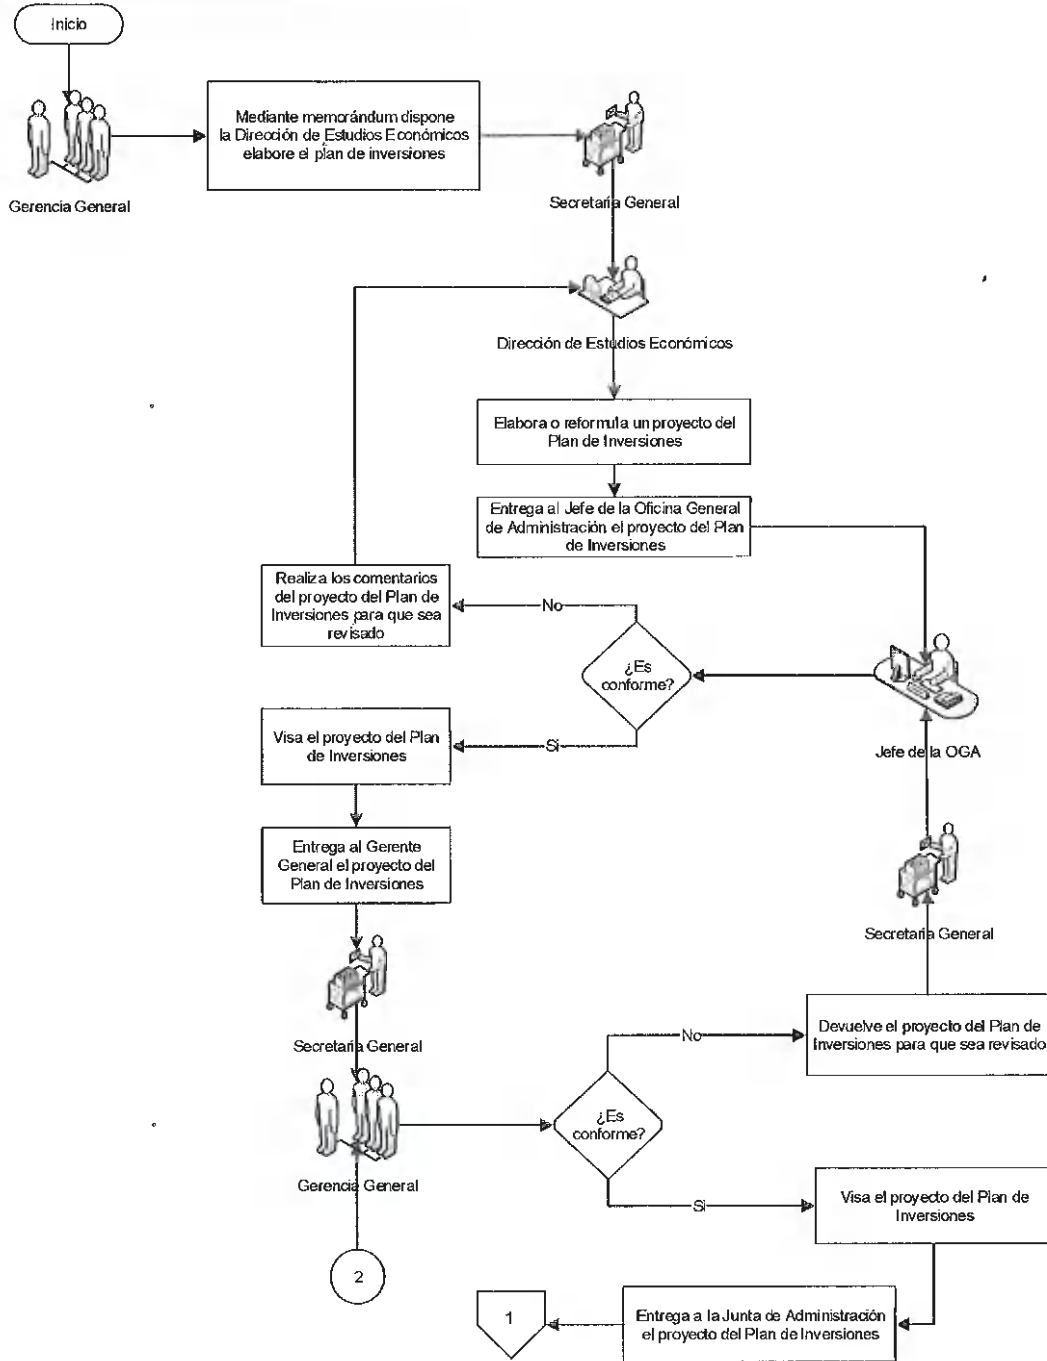 Inicio
Mediante memorándum dispone
la Dirección de Estudios Económicos
elabore el plan de inversiones
Gerencia General
Secretaría General
Dirección de Estudios Económicos
Elabora o reformula un proyecto del
Plan de Inversiones
Entrega al Jefe de la Oficina General
de Administración el proyecto del Plan
de Inversiones
Realiza los comentarios
del proyecto del Plan de
Inversiones para que sea
revisado
No
¿Es
conforme?
Si
Jefe de la OGA
Visa el proyecto del Plan
de Inversiones
Entrega al Gerente
General el proyecto del
Plan de Inversiones
Secretaría General
Secretaría General
Devuelve el proyecto del Plan de
Inversiones para que sea revisado
No
¿Es
conforme?
Si
Gerencia General
Visa el proyecto del Plan de
Inversiones
2
1
Entrega a la Junta de Administración
el proyecto del Plan de Inversiones